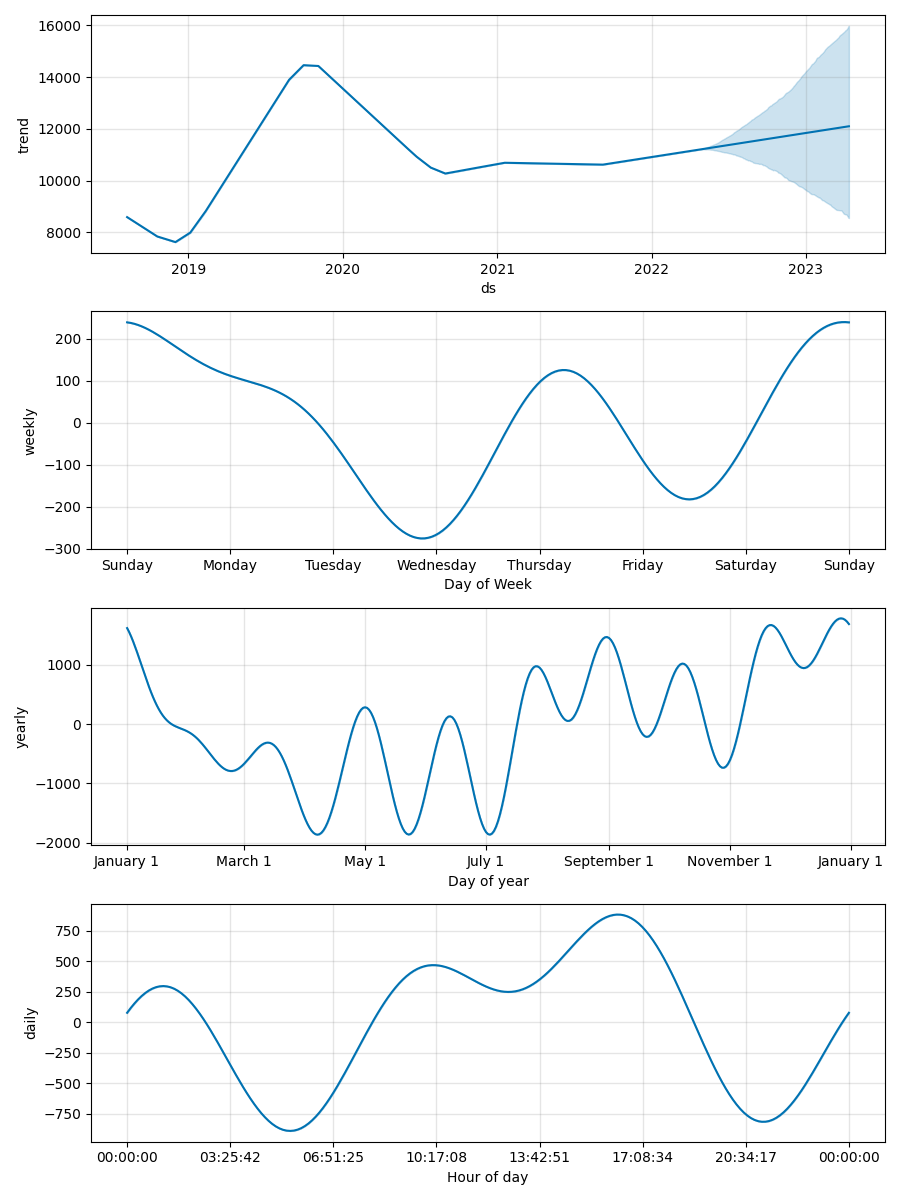 16000
14000
12000
10000
8000
trend
2019 2020 2021 2022 2023
ds
200
100
0
−100
−200
−300
weekly
Sunday Monday Tuesday Wednesday Thursday Friday Saturday Sunday
Day of Week
1000
0
−1000
−2000
yearly
January 1 March 1 May 1 July 1 September 1 November 1 January 1
Day of year
750
500
250
0
−250
−500
−750
daily
00:00:00 03:25:42 06:51:25 10:17:08 13:42:51 17:08:34 20:34:17 00:00:00
Hour of day